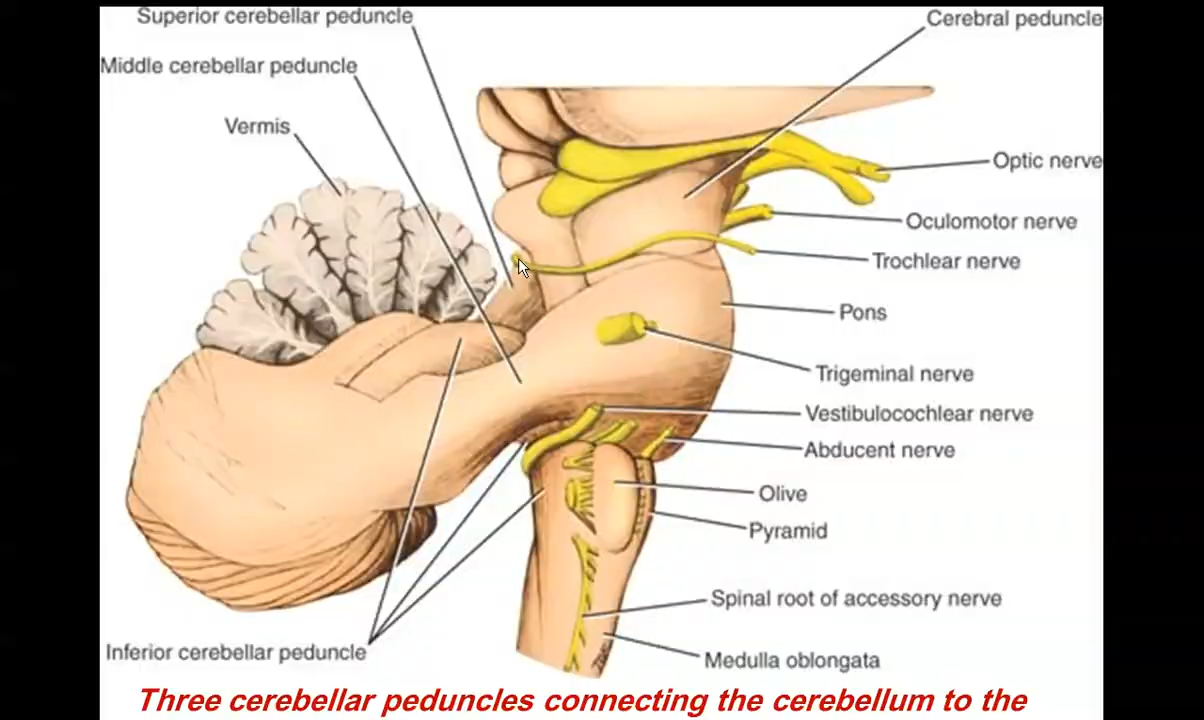 Superior cerebellar peduncle
Cerebral peduncle
Middle cerebellar peduncle
Vermis
Optic nerve
Oculomotor nerve
Trochlear nerve
Pons
Trigeminal nerve
Vestibulocochlear nerve
Abducent nerve
Olive
Pyramid
Spinal root of accessory nerve
Inferior cerebellar peduncle
Medulla oblongata
Three cerebellar peduncles connecting the cerebellum to the